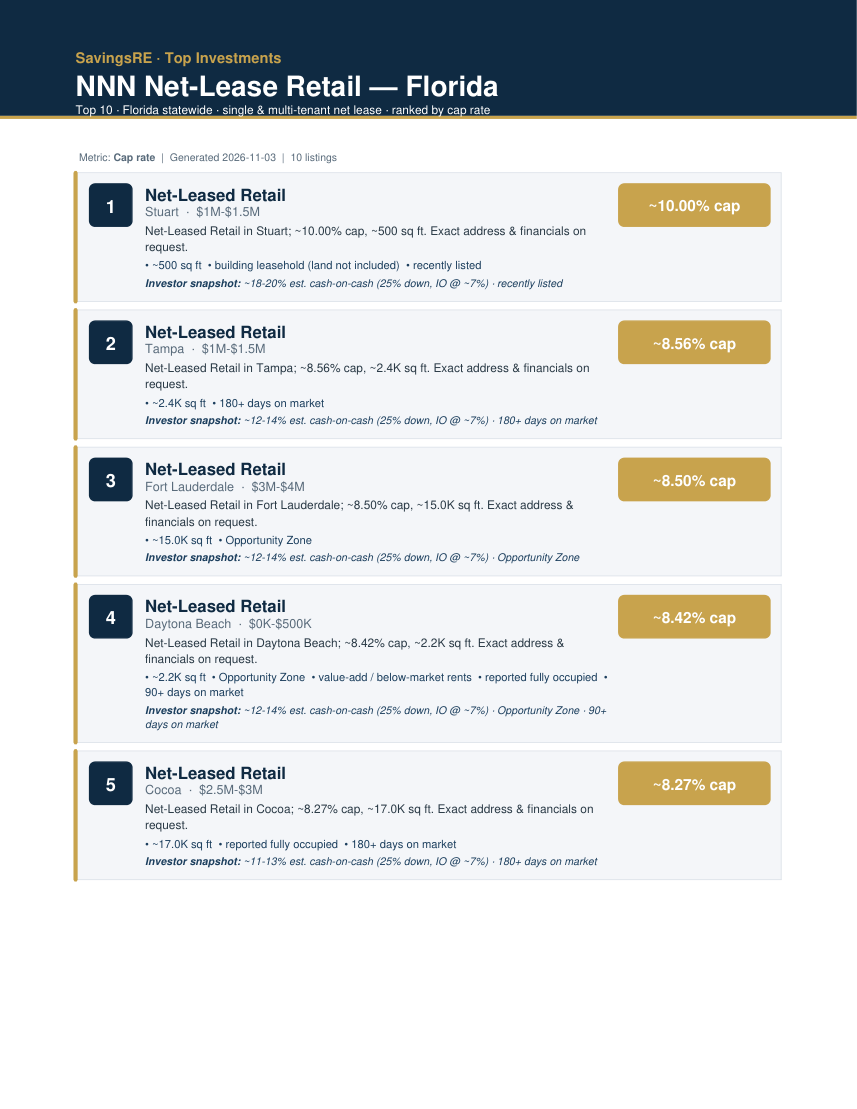 SavingsRE · Top Investments
NNN Net-Lease Retail — Florida
Top 10 · Florida statewide · single & multi-tenant net lease · ranked by cap rate
Metric: Cap rate | Generated 2026-11-03 | 10 listings
1
Net-Leased Retail
~10.00% cap
Stuart · $1M-$1.5M
Net-Leased Retail in Stuart; ~10.00% cap, ~500 sq ft. Exact address & financials on
request.
• ~500 sq ft • building leasehold (land not included) • recently listed
Investor snapshot: ~18-20% est. cash-on-cash (25% down, IO @ ~7%) · recently listed
2
Net-Leased Retail
~8.56% cap
Tampa · $1M-$1.5M
Net-Leased Retail in Tampa; ~8.56% cap, ~2.4K sq ft. Exact address & financials on
request.
• ~2.4K sq ft • 180+ days on market
Investor snapshot: ~12-14% est. cash-on-cash (25% down, IO @ ~7%) · 180+ days on market
3
Net-Leased Retail
~8.50% cap
Fort Lauderdale · $3M-$4M
Net-Leased Retail in Fort Lauderdale; ~8.50% cap, ~15.0K sq ft. Exact address &
financials on request.
• ~15.0K sq ft • Opportunity Zone
Investor snapshot: ~12-14% est. cash-on-cash (25% down, IO @ ~7%) · Opportunity Zone
4
Net-Leased Retail
~8.42% cap
Daytona Beach · $0K-$500K
Net-Leased Retail in Daytona Beach; ~8.42% cap, ~2.2K sq ft. Exact address &
financials on request.
• ~2.2K sq ft • Opportunity Zone • value-add / below-market rents • reported fully occupied •
90+ days on market
Investor snapshot: ~12-14% est. cash-on-cash (25% down, IO @ ~7%) · Opportunity Zone · 90+
days on market
5
Net-Leased Retail
~8.27% cap
Cocoa · $2.5M-$3M
Net-Leased Retail in Cocoa; ~8.27% cap, ~17.0K sq ft. Exact address & financials on
request.
• ~17.0K sq ft • reported fully occupied • 180+ days on market
Investor snapshot: ~11-13% est. cash-on-cash (25% down, IO @ ~7%) · 180+ days on market